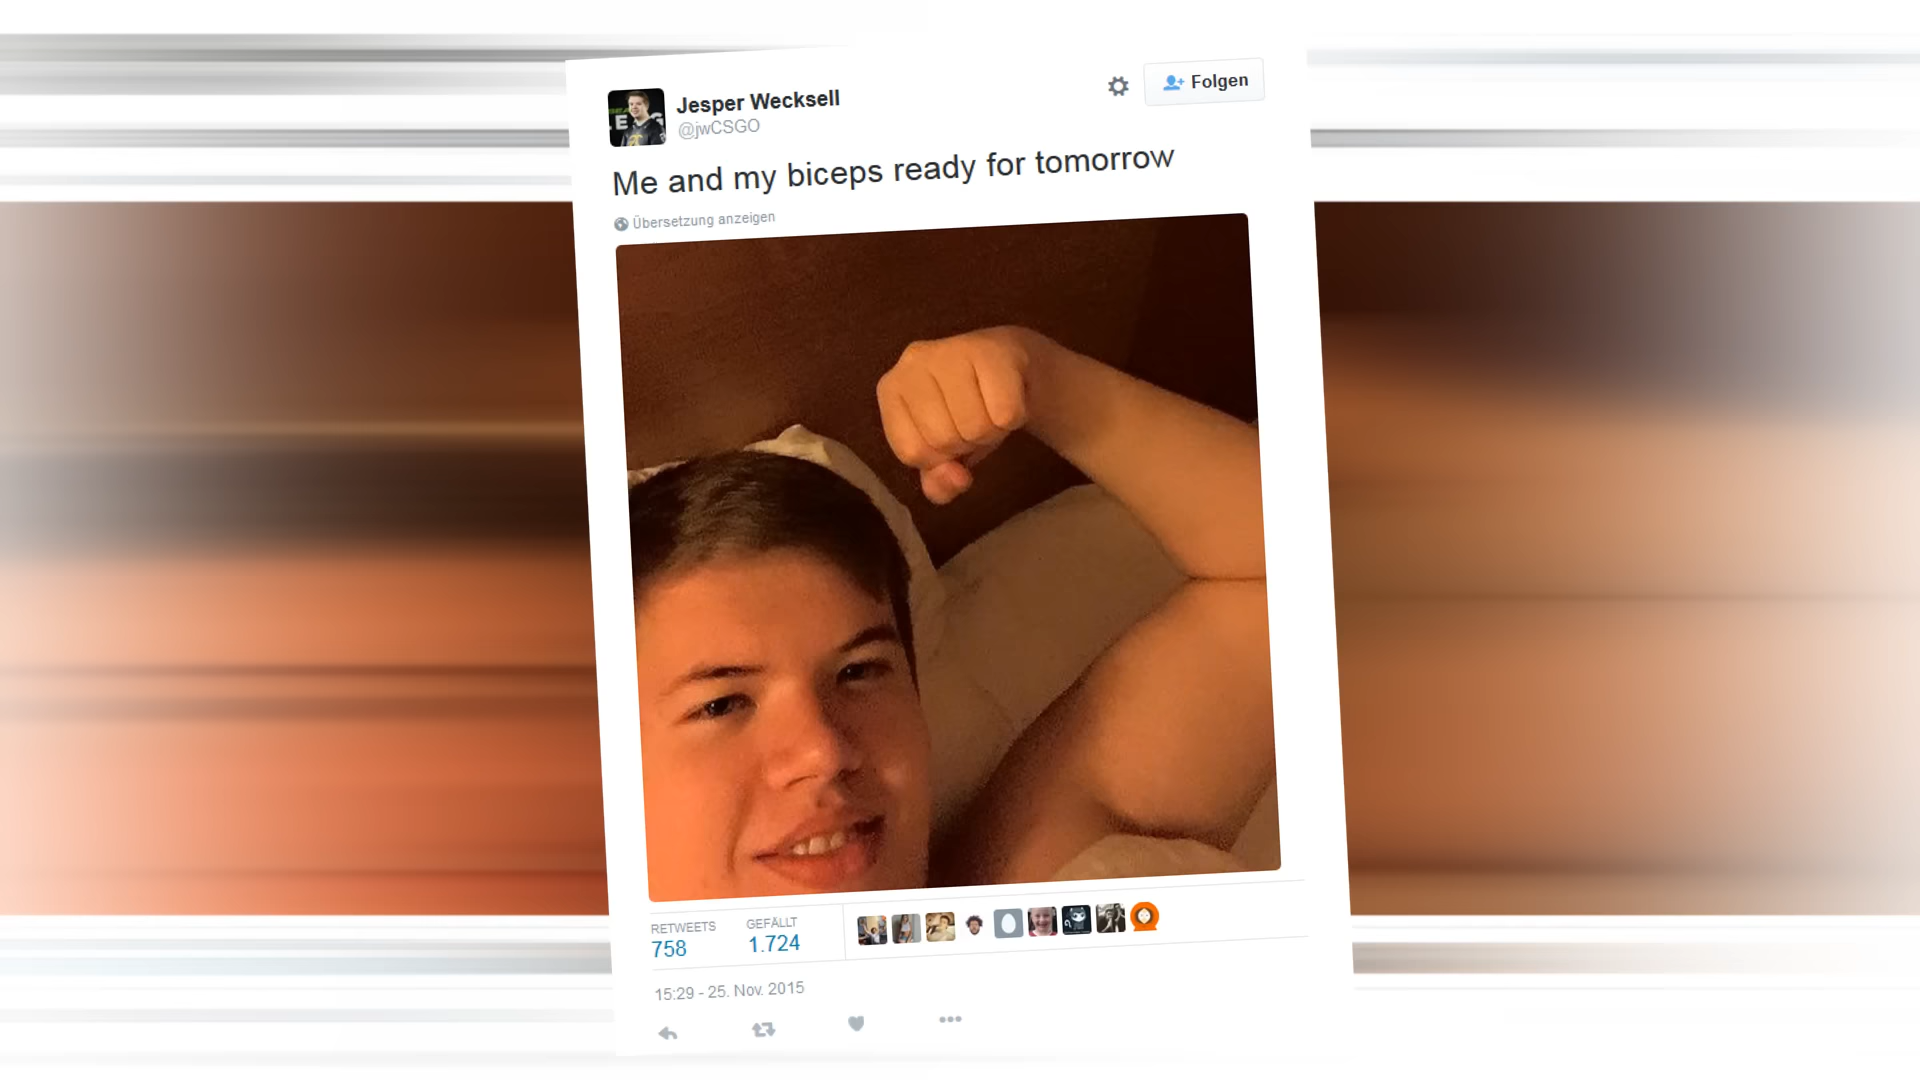 Jesper Wecksell
@jwCSGO
Folgen
Me and my biceps ready for tomorrow
Übersetzung anzeigen
RETWEETS
758
GEFÄLLT
1.724
15:29 - 25. Nov. 2015